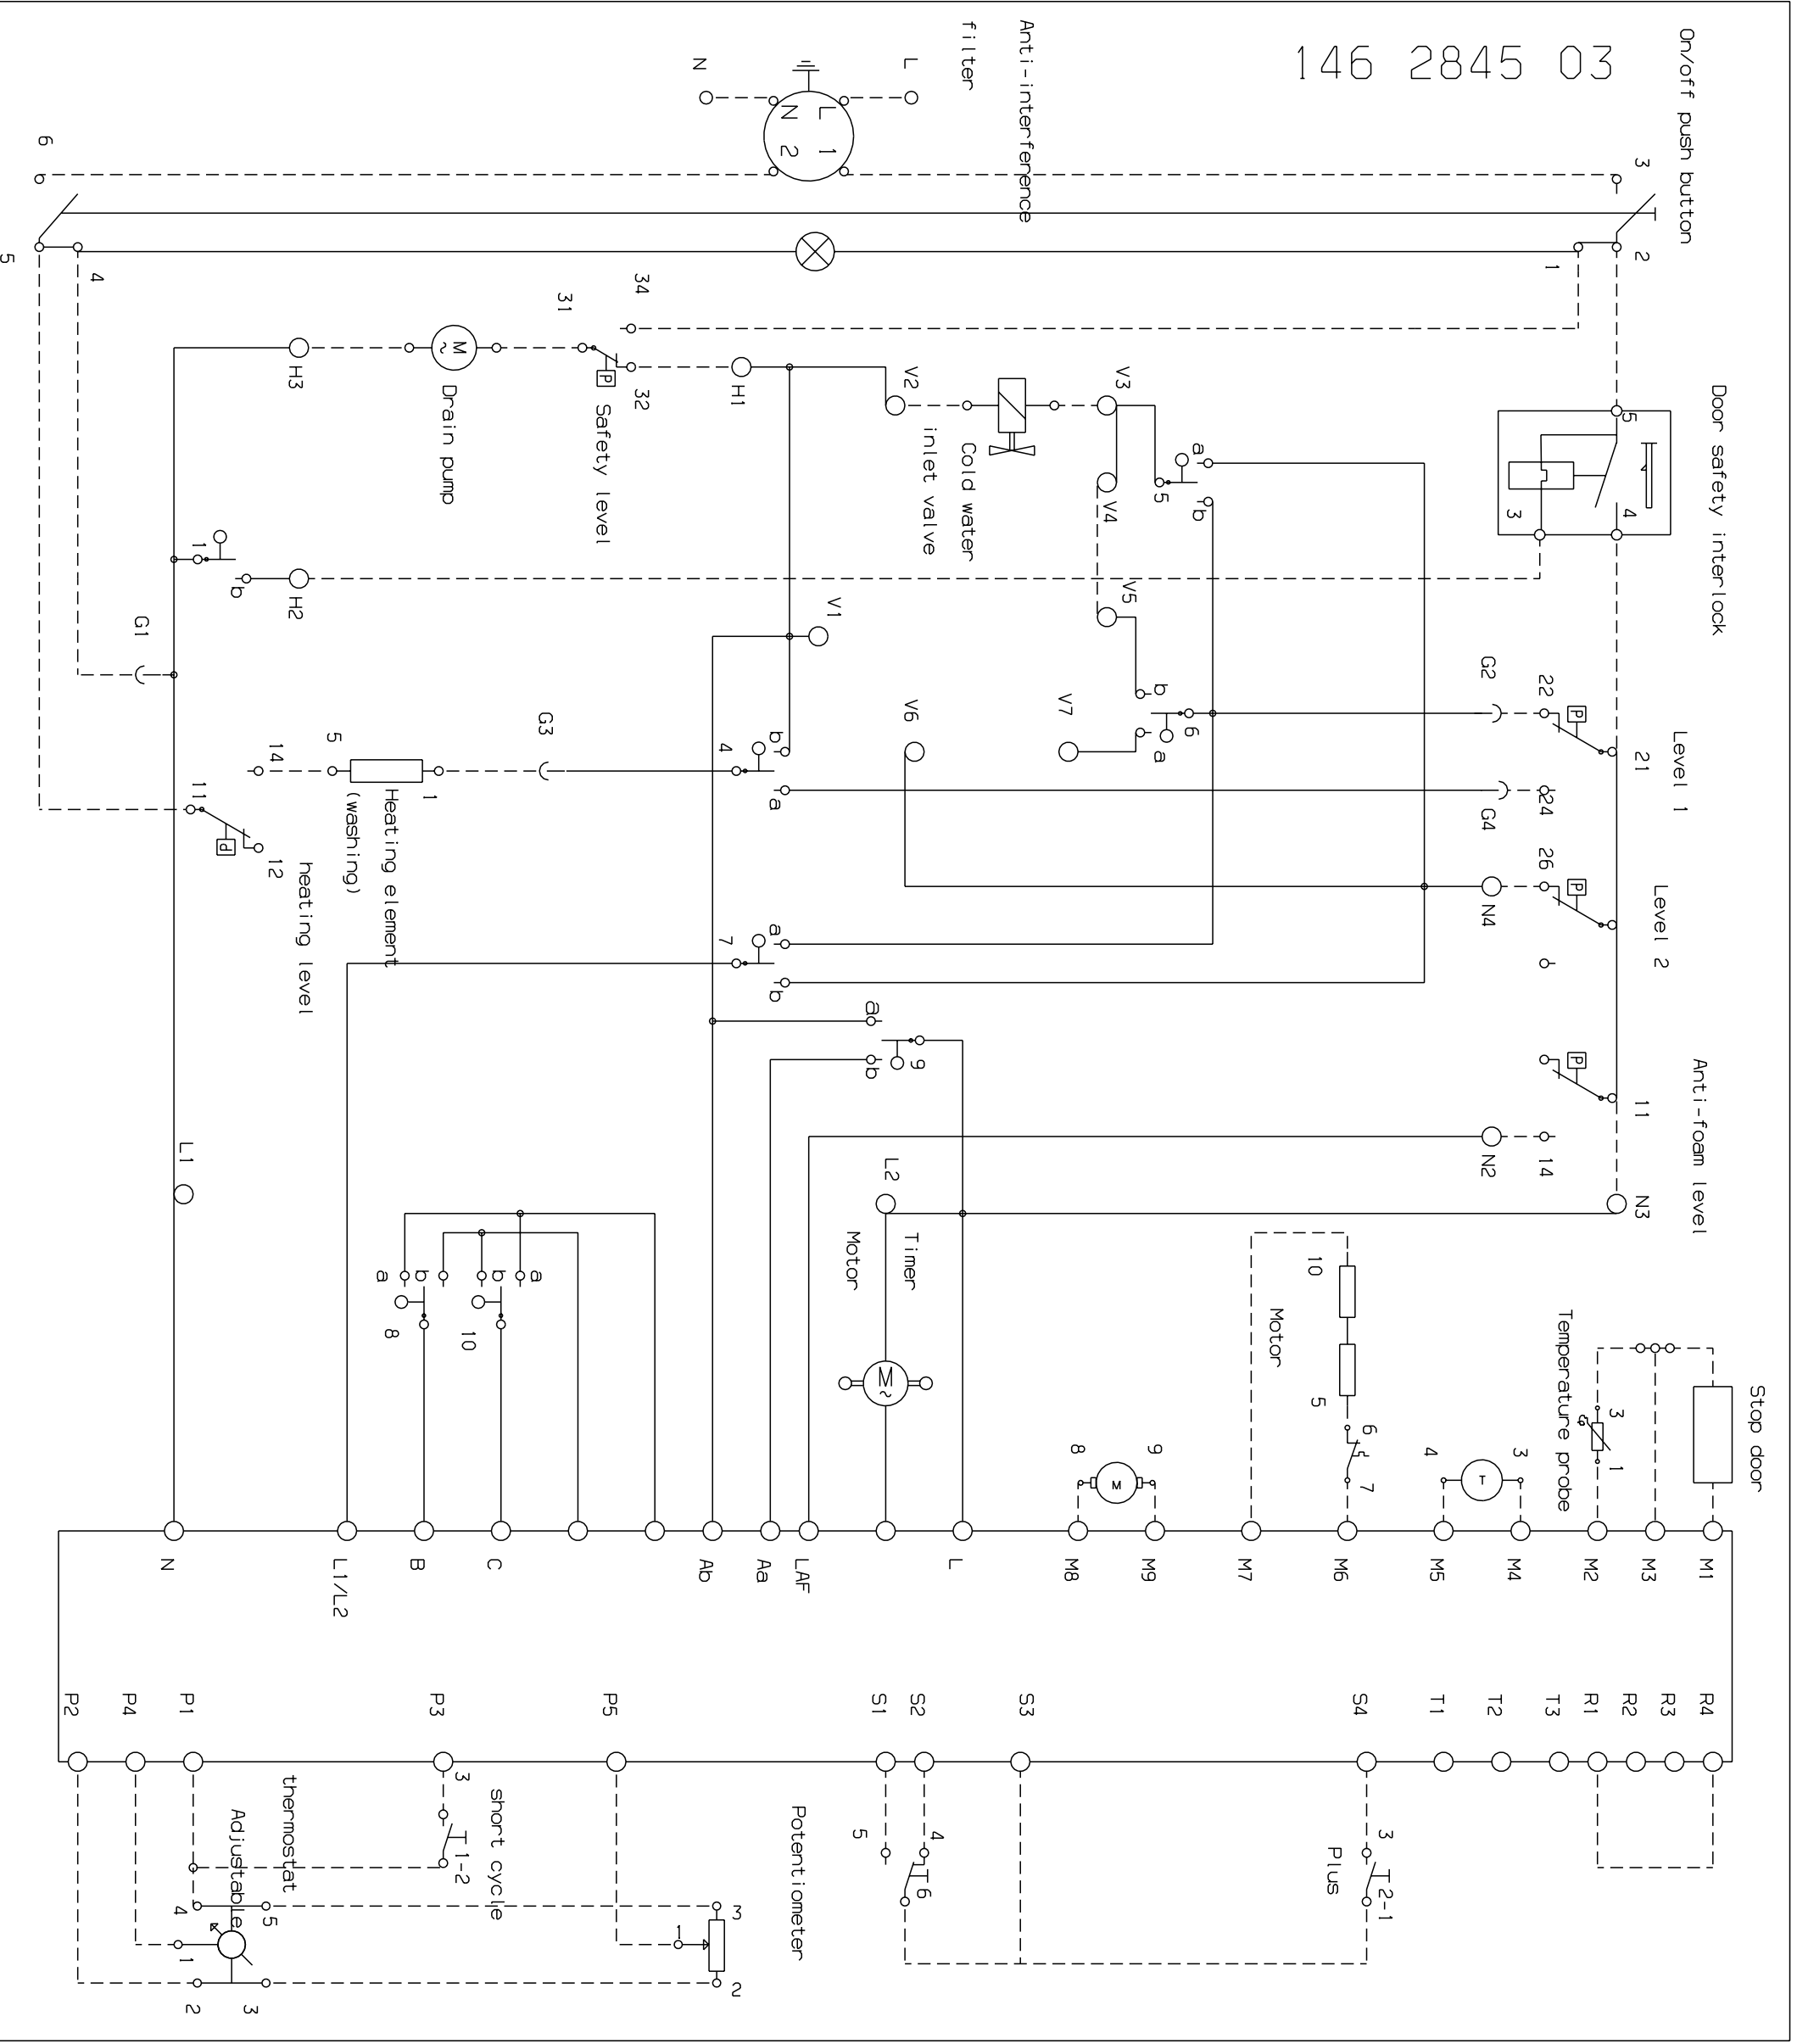 146 2845 03
On/off push button
3
2
1
Anti-interference
filter
L
N
L 1
N 2
6
5
4
Door safety interlock
5
4
3
34
31
32
Safety level
P
H1
H3
M
~
Drain pump
V2
V3
Cold water
inlet valve
V4
V5
a
5
b
1
b
H2
G1
V1
V6
V7
b
6
a
G2
22
P
21
Level 1
24
G4
26
P
N4
Level 2
G3
4
b
a
14
5
1
Heating element
(washing)
11
12
P
heating level
7
a
b
a
9
b
P
11
14
N2
N3
Anti-foam level
L1
L2
Timer
Motor
M
~
a
b
8
b
a
10
10
5
6
7
Motor
8
9
M
4
3
T
Temperature probe
3
1
Stop door
N
L1/L2
B
C
Ab
Aa
LAF
L
M8
M9
M7
M6
M5
M4
M2
M3
M1
P2
P4
P1
P3
P5
S1
S2
S3
S4
T1
T2
T3
R1
R2
R3
R4
3
T1-2
short cycle
Adjustable
thermostat
4
5
1
2
3
Potentiometer
3
1
2
5
4
T6
3
T2-1
Plus